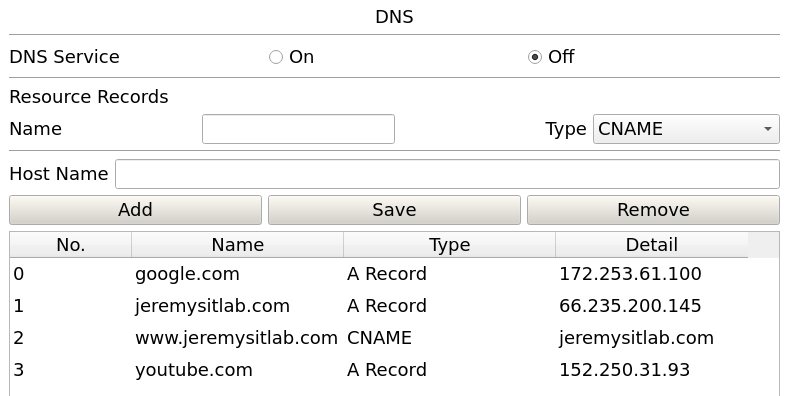 DNS
DNS Service On Off
Resource Records
Name Type CNAME
Host Name
Add Save Remove
No. Name Type Detail
0 google.com A Record 172.253.61.100
1 jeremysitlab.com A Record 66.235.200.145
2 www.jeremysitlab.com CNAME jeremysitlab.com
3 youtube.com A Record 152.250.31.93